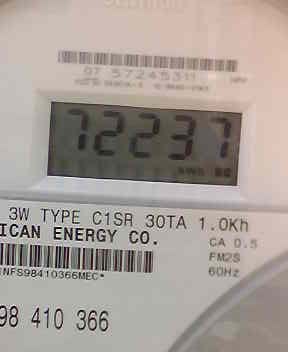 07 57245311
72237
3W TYPE C1SR 30TA 1.0Kh
ICAN ENERGY CO.
CA 0.5
FM2S
60Hz
INFS98410366MEC*
98 410 366